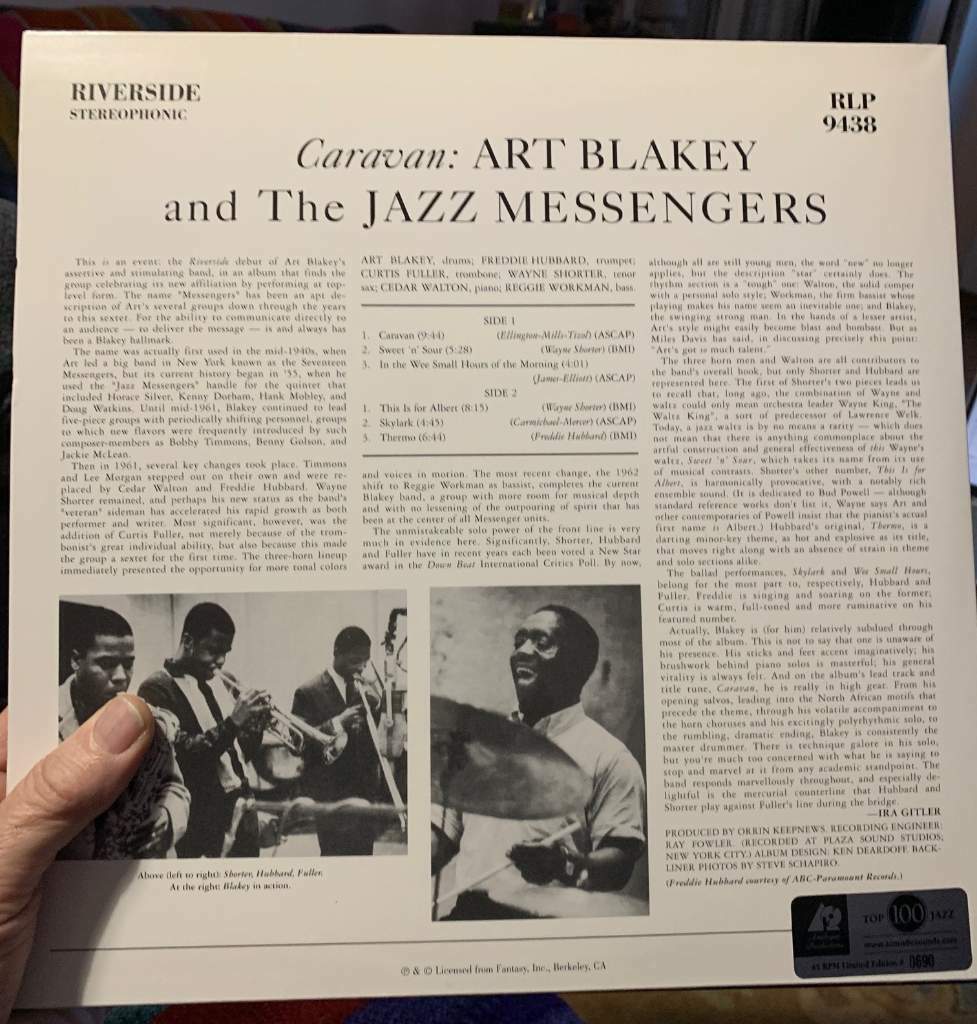 RIVERSIDE
STEREOPHONIC
RLP
9438
Caravan: ART BLAKEY
and The JAZZ MESSENGERS
This is an event: the Riverside debut of Art Blakey's
assertive and stimulating band, in an album that finds the
group celebrating its new affiliation by performing at top-
level form. The name "Messengers" has been an apt de-
scription of Art's several groups down through the years
to this sextet. For the ability to communicate directly to
an audience — to deliver the message — is and always has
been a Blakey hallmark.
The name was actually first used in the mid-1940s, when
Art led a big band in New York known as the Seventeen
Messengers, but its current history began in '55, when he
used the "Jazz Messengers" handle for the quintet that
included Horace Silver, Kenny Dorham, Hank Mobley, and
Doug Watkins. Until mid-1961, Blakey continued to lead
five-piece groups with periodically shifting personnel, groups
to which new flavors were frequently introduced by such
composer-members as Bobby Timmons, Benny Golson, and
Jackie McLean.
Then in 1961, several key changes took place. Timmons
and Lee Morgan stepped out on their own and were re-
placed by Cedar Walton and Freddie Hubbard. Wayne
Shorter remained, and perhaps his new status as the band's
"veteran" sideman has accelerated his rapid growth as both
performer and writer. Most significant, however, was the
addition of Curtis Fuller, not merely because of the trom-
bonist's great individual ability, but also because this made
the group a sextet for the first time. The three-horn lineup
immediately presented the opportunity for more tonal colors
ART BLAKEY, drums; FREDDIE HUBBARD, trumpet;
CURTIS FULLER, trombone; WAYNE SHORTER, tenor
sax; CEDAR WALTON, piano; REGGIE WORKMAN, bass.
SIDE 1
1. Caravan (9:44) (Ellington-Mills-Tizol) (ASCAP)
2. Sweet 'n' Sour (5:28) (Wayne Shorter) (BMI)
3. In the Wee Small Hours of the Morning (4:01)
(James-Elliott) (ASCAP)
SIDE 2
1. This Is For Albert (8:15) (Wayne Shorter) (BMI)
2. Skylark (4:45) (Carmichael-Mercer) (ASCAP)
3. Thermo (6:44) (Freddie Hubbard) (BMI)
and voices in motion. The most recent change, the 1962
shift to Reggie Workman as bassist, completes the current
Blakey band, a group with more room for musical depth
and with no lessening of the outpouring of spirit that has
been at the center of all Messenger units.
The unmistakeable solo power of the front line is very
much in evidence here. Significantly, Shorter, Hubbard
and Fuller have in recent years each been voted a New Star
award in the Down Beat International Critics Poll. By now,
although all are still young men, the word "new" no longer
applies, but the description "star" certainly does. The
rhythm section is a "tough" one: Walton, the solid comper
with a personal solo style; Workman, the firm bassist whose
playing makes his name seem an inevitable one; and Blakey,
the swinging strong man. In the hands of a lesser artist,
Art's style might easily become blast and bombast. But as
Miles Davis has said, in discussing precisely this point:
"Art's got so much talent."
The three horn men and Walton are all contributors to
the band's overall book, but only Shorter and Hubbard are
represented here. The first of Shorter's two pieces leads us
to recall that, long ago, the combination of Wayne and
waltz could only mean orchestra leader Wayne King, "The
Waltz King", a sort of predecessor of Lawrence Welk.
Today, a jazz waltz is by no means a rarity — which does
not mean that there is anything commonplace about the
artful construction and general effectiveness of this Wayne's
waltz, Sweet 'n' Sour, which takes its name from its use
of musical contrasts. Shorter's other number, This Is for
Albert, is harmonically provocative, with a notably rich
ensemble sound. (It is dedicated to Bud Powell — although
standard reference works don't list it, Wayne says Art and
other contemporaries of Powell insist that the pianist's actual
first name is Albert.) Hubbard's original, Thermo, is a
darting minor-key theme, as hot and explosive as its title,
that moves right along with an absence of strain in theme
and solo sections alike.
The ballad performances, Skylark and Wee Small Hours,
belong for the most part to, respectively, Hubbard and
Fuller. Freddie is singing and soaring on the former;
Curtis is warm, full-toned and more ruminative on his
featured number.
Actually, Blakey is (for him) relatively subdued through
most of the album. This is not to say that one is unaware of
his presence. His sticks and feet accent imaginatively; his
brushwork behind piano solos is masterful; his general
vitality is always felt. And on the album's lead track and
title tune, Caravan, he is really in high gear. From his
opening salvos, leading into the North African motifs that
precede the theme, through his volatile accompaniment to
the horn choruses and his excitingly polyrhythmic solo, to
the rumbling, dramatic ending, Blakey is consistently the
master drummer. There is technique galore in his solo,
but you're much too concerned with what he is saying to
stop and marvel at it from any academic standpoint. The
band responds marvellously throughout, and especially de-
lightful is the mercurial counterline that Hubbard and
Shorter play against Fuller's line during the bridge.
—IRA GITLER
PRODUCED BY ORRIN KEEPNEWS. RECORDING ENGINEER:
RAY FOWLER. (RECORDED AT PLAZA SOUND STUDIOS;
NEW YORK CITY.) ALBUM DESIGN: KEN DEARDOFF. BACK-
LINER PHOTOS BY STEVE SCHAPIRO.
(Freddie Hubbard courtesy of ABC-Paramount Records.)
Above (left to right): Shorter, Hubbard, Fuller.
At the right: Blakey in action.
TOP 100 JAZZ
www.acousticsounds.com
45 RPM Limited Edition # 0690
℗ & © Licensed from Fantasy, Inc., Berkeley, CA